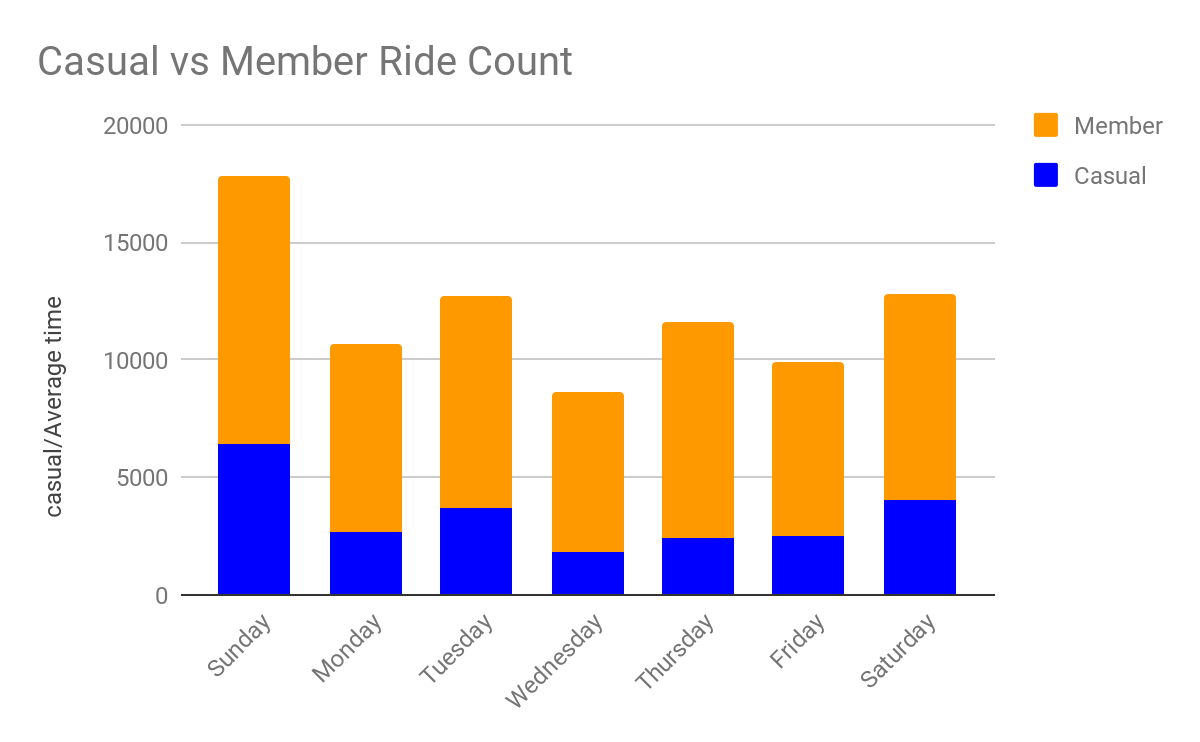 Casual vs Member Ride Count
20000
15000
10000
5000
0
casual/Average time
Sunday
Monday
Tuesday
Wednesday
Thursday
Friday
Saturday
Member
Casual